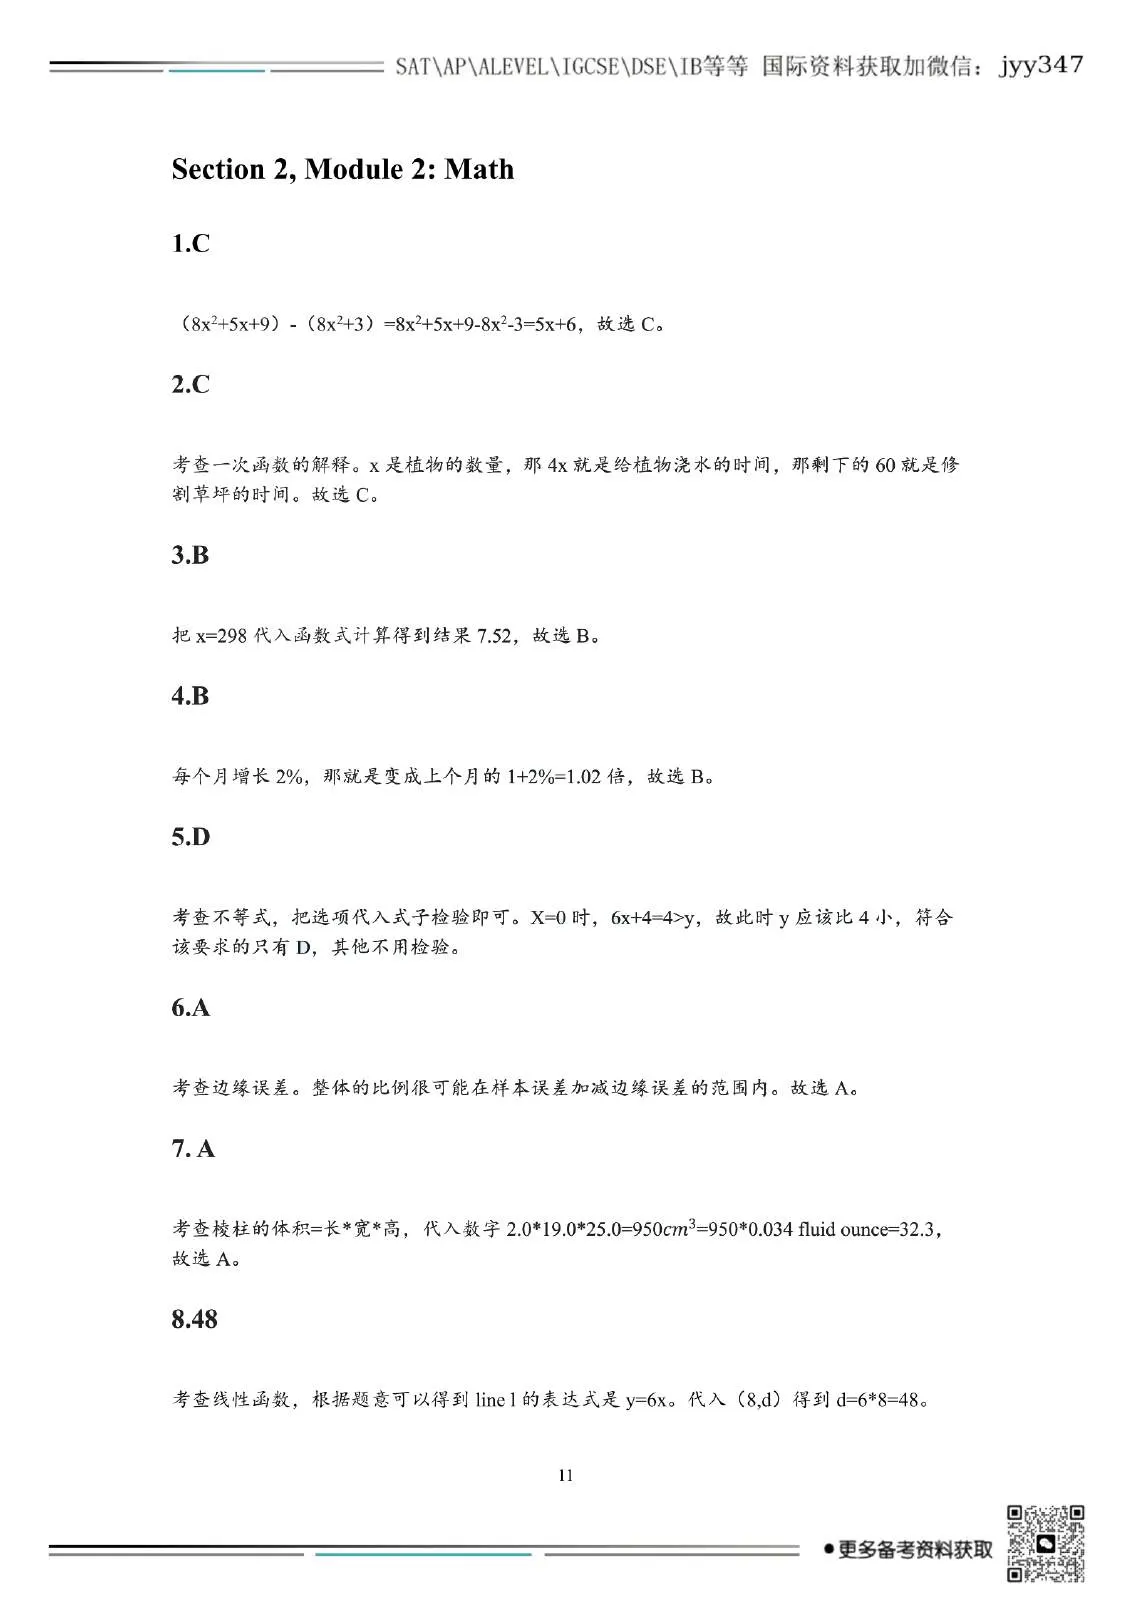 SAT\AP\ALEVEL\IGCSE\DSE\IB等等 国际资料获取加微信：jyy347
Section 2, Module 2: Math
1.C
（8x²+5x+9）-（8x²+3）=8x²+5x+9-8x²-3=5x+6，故选 C。
2.C
考查一次函数的解释。x 是植物的数量，那 4x 就是给植物浇水的时间，那剩下的 60 就是修
割草坪的时间。故选 C。
3.B
把 x=298 代入函数式计算得到结果 7.52，故选 B。
4.B
每个月增长 2%，那就是变成上个月的 1+2%=1.02 倍，故选 B。
5.D
考查不等式，把选项代入式子检验即可。X=0 时，6x+4=4>y，故此时 y 应该比 4 小，符合
该要求的只有 D，其他不用检验。
6.A
考查边缘误差。整体的比例很可能在样本误差加减边缘误差的范围内。故选 A。
7. A
考查棱柱的体积=长*宽*高，代入数字 2.0*19.0*25.0=950cm³=950*0.034 fluid ounce=32.3，
故选 A。
8.48
考查线性函数，根据题意可以得到 line l 的表达式是 y=6x。代入（8,d）得到 d=6*8=48。
11
●更多备考资料获取